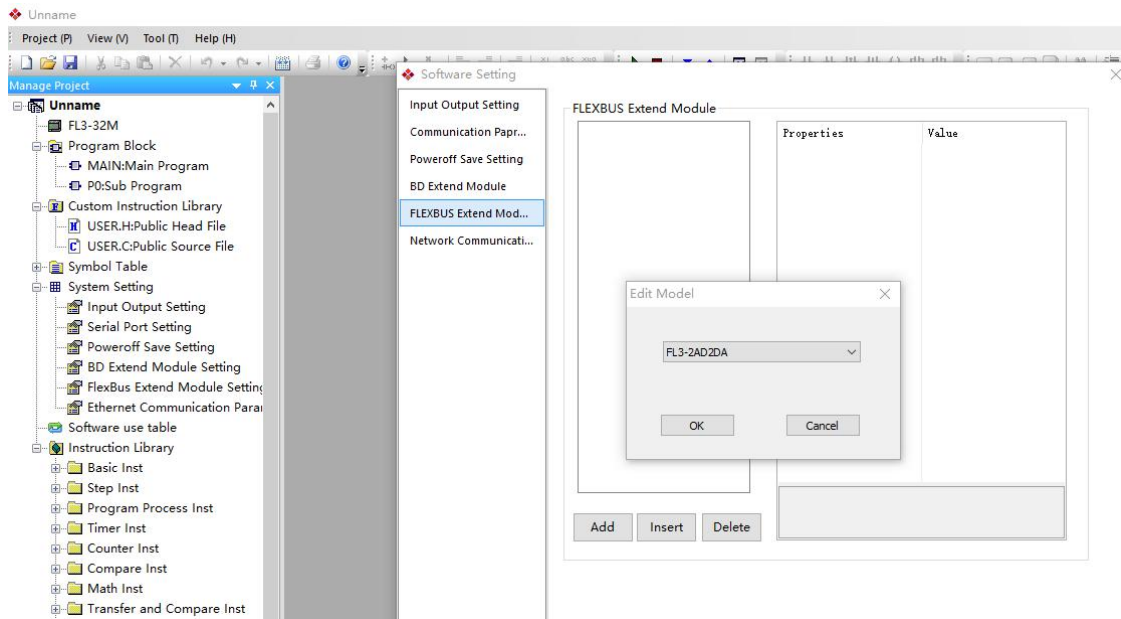 Unname
Project (P) View (V) Tool (T) Help (H)
Manage Project
Unname
FL3-32M
Program Block
MAIN:Main Program
P0:Sub Program
Custom Instruction Library
USER.H:Public Head File
USER.C:Public Source File
Symbol Table
System Setting
Input Output Setting
Serial Port Setting
Poweroff Save Setting
BD Extend Module Setting
FlexBus Extend Module Setting
Ethernet Communication Para
Software use table
Instruction Library
Basic Inst
Step Inst
Program Process Inst
Timer Inst
Counter Inst
Compare Inst
Math Inst
Transfer and Compare Inst
Software Setting
Input Output Setting
Communication Papr...
Poweroff Save Setting
BD Extend Module
FLEXBUS Extend Mod...
Network Communicati...
FLEXBUS Extend Module
Properties Value
Edit Model
FL3-2AD2DA
OK Cancel
Add Insert Delete